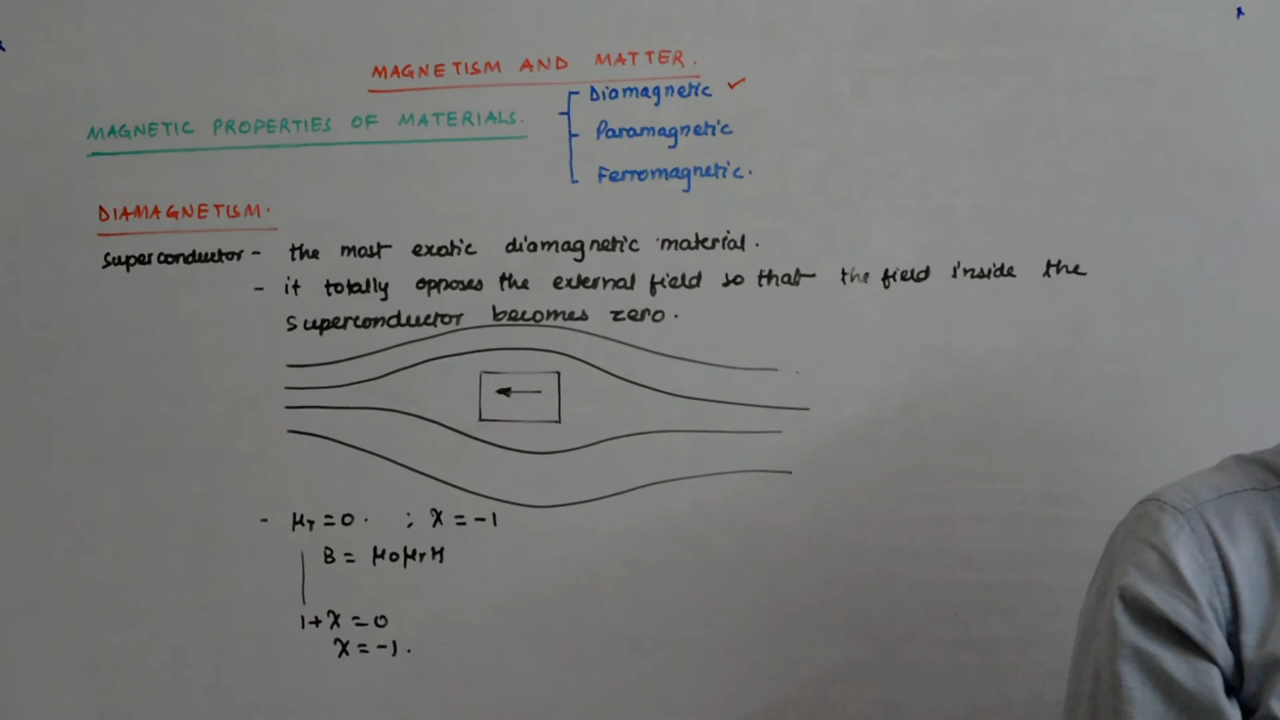 MAGNETISM AND MATTER.
MAGNETIC PROPERTIES OF MATERIALS.
Diamagnetic ✓
Paramagnetic
Ferromagnetic.
DIAMAGNETISM.
Superconductor - the most exotic diamagnetic material.
- it totally opposes the external field so that the field inside the
superconductor becomes zero.
- μr = 0. ; χ = -1
B = μ0μrH
1+χ = 0
χ = -1.